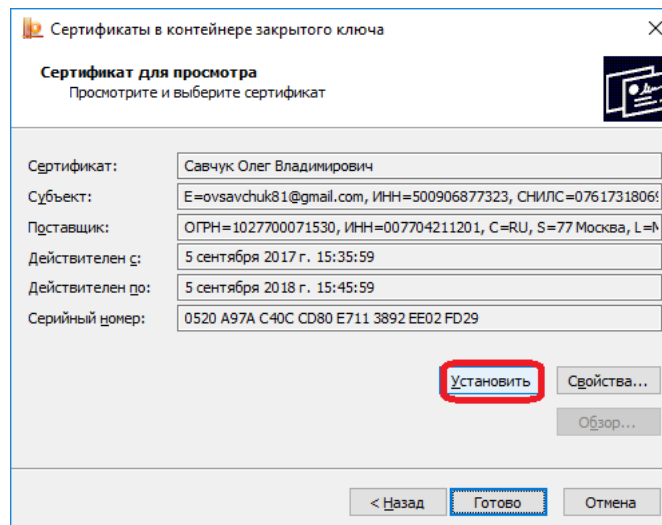 Сертификаты в контейнере закрытого ключа
Сертификат для просмотра
Просмотрите и выберите сертификат
Сертификат: Савчук Олег Владимирович
Субъект: E=ovsavchuk81@gmail.com, ИНН=500906877323, СНИЛС=0761731806
Поставщик: ОГРН=1027700071530, ИНН=007704211201, C=RU, S=77 Москва, L=
Действителен с: 5 сентября 2017 г. 15:35:59
Действителен по: 5 сентября 2018 г. 15:45:59
Серийный номер: 0520 A97A C40C CD80 E711 3892 EE02 FD29
Установить Свойства...
Обзор...
< Назад Готово Отмена